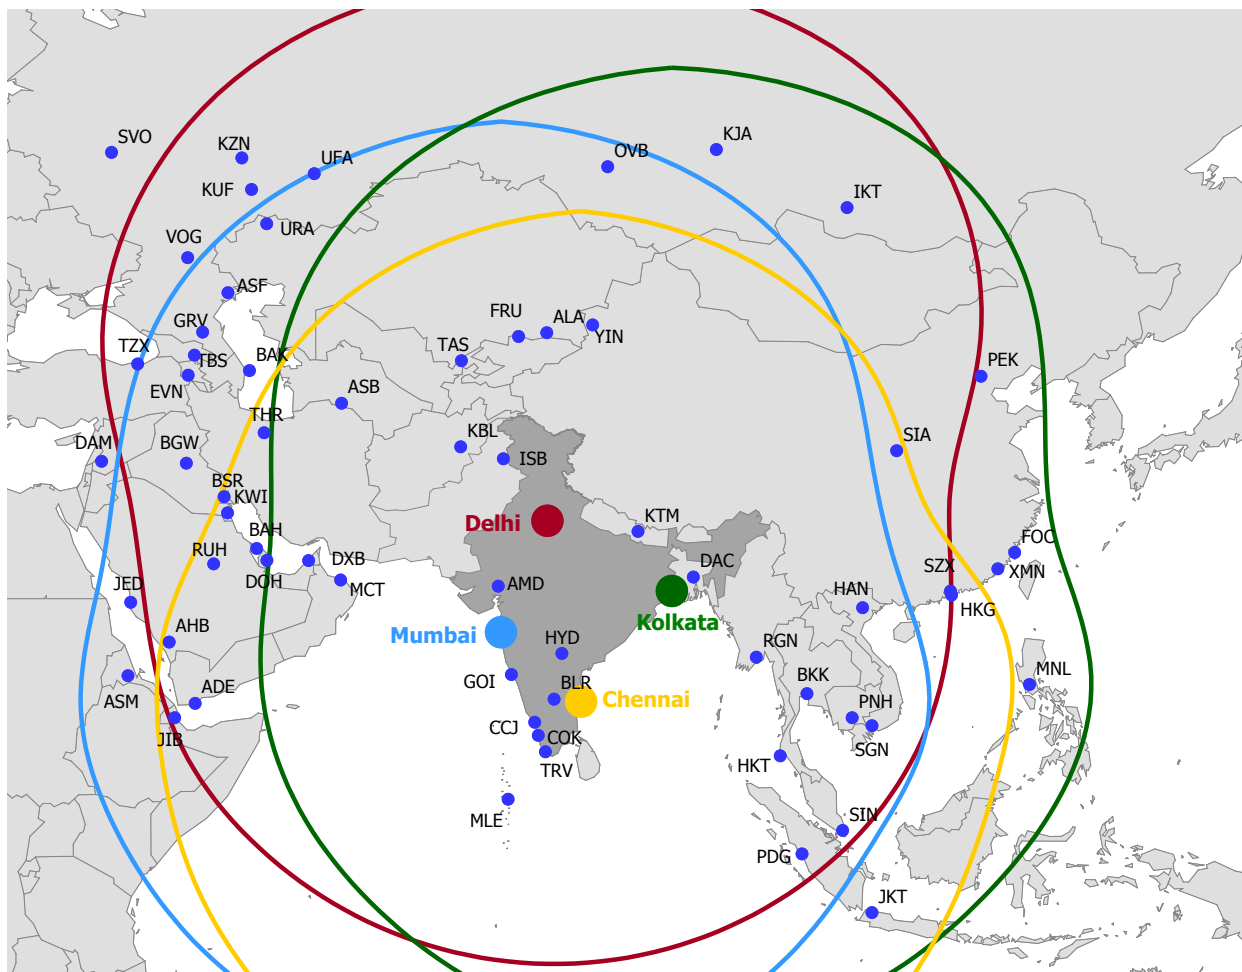 SVO
KZN
UFA
OVB
KJA
KUF
IKT
URA
VOG
ASF
GRV
FRU
ALA
YIN
TZX
TBS
BAK
TAS
PEK
EVN
ASB
THR
DAM
BGW
KBL
ISB
SIA
BSR
KWI
Delhi
KTM
BAH
RUH
DOH
DXB
MCT
DAC
FOC
XMN
SZX
HKG
JED
AMD
HAN
AHB
Mumbai
Kolkata
HYD
RGN
MNL
ASM
ADE
GOI
BLR
Chennai
BKK
PNH
JIB
CCJ
COK
SGN
TRV
HKT
MLE
SIN
PDG
JKT